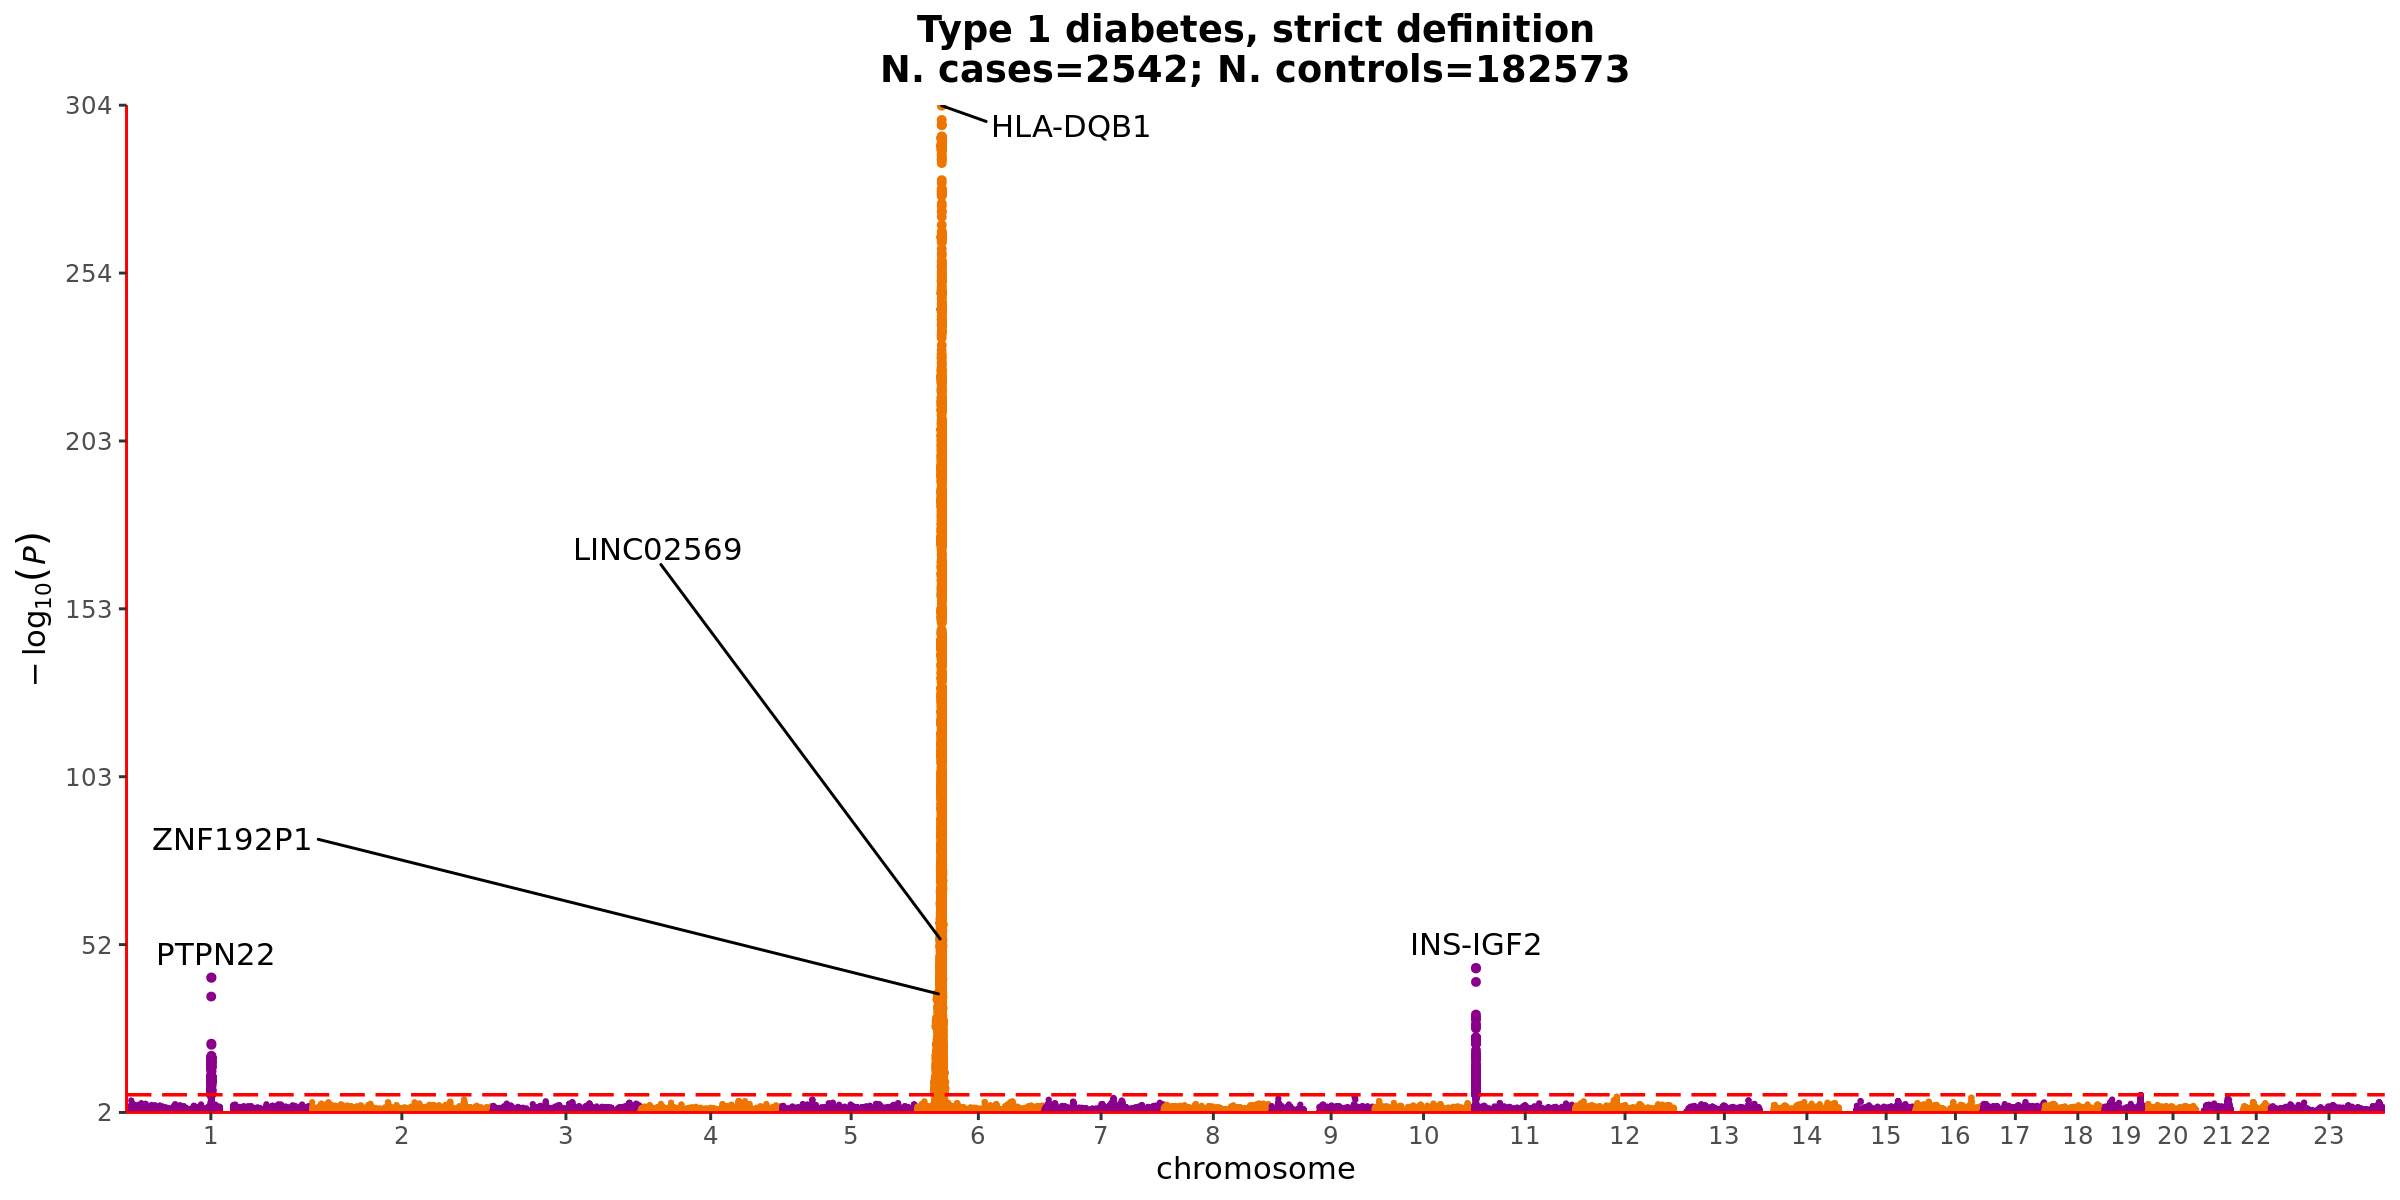 Type 1 diabetes, strict definition
N. cases=2542; N. controls=182573
304
HLA-DQB1
254
203
LINC02569
153
−log10(P)
103
ZNF192P1
52
PTPN22
INS-IGF2
2
1 2 3 4 5 6 7 8 9 10 11 12 13 14 15 16 17 18 19 20 21 22 23
chromosome